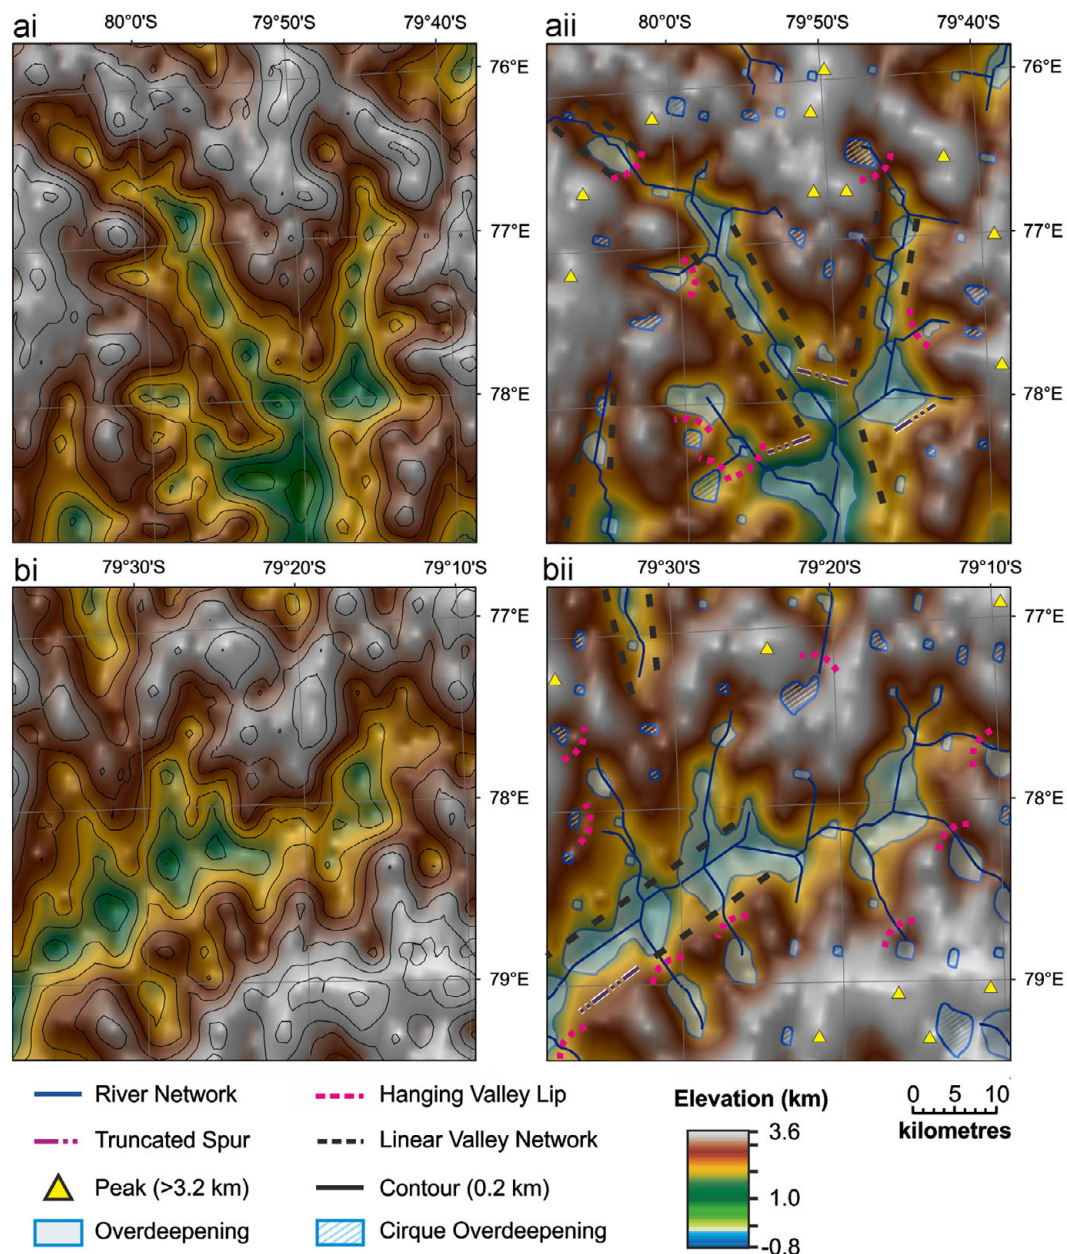 ai
80°0'S 79°50'S 79°40'S
aii
80°0'S 79°50'S 79°40'S
76°E
76°E
77°E
77°E
78°E
78°E
bi
79°30'S 79°20'S 79°10'S
bii
79°30'S 79°20'S 79°10'S
77°E
77°E
78°E
78°E
79°E
79°E
River Network
Hanging Valley Lip
Truncated Spur
Linear Valley Network
Peak (>3.2 km)
Contour (0.2 km)
Overdeepening
Cirque Overdeepening
Elevation (km)
3.6
1.0
-0.8
0 5 10
kilometres